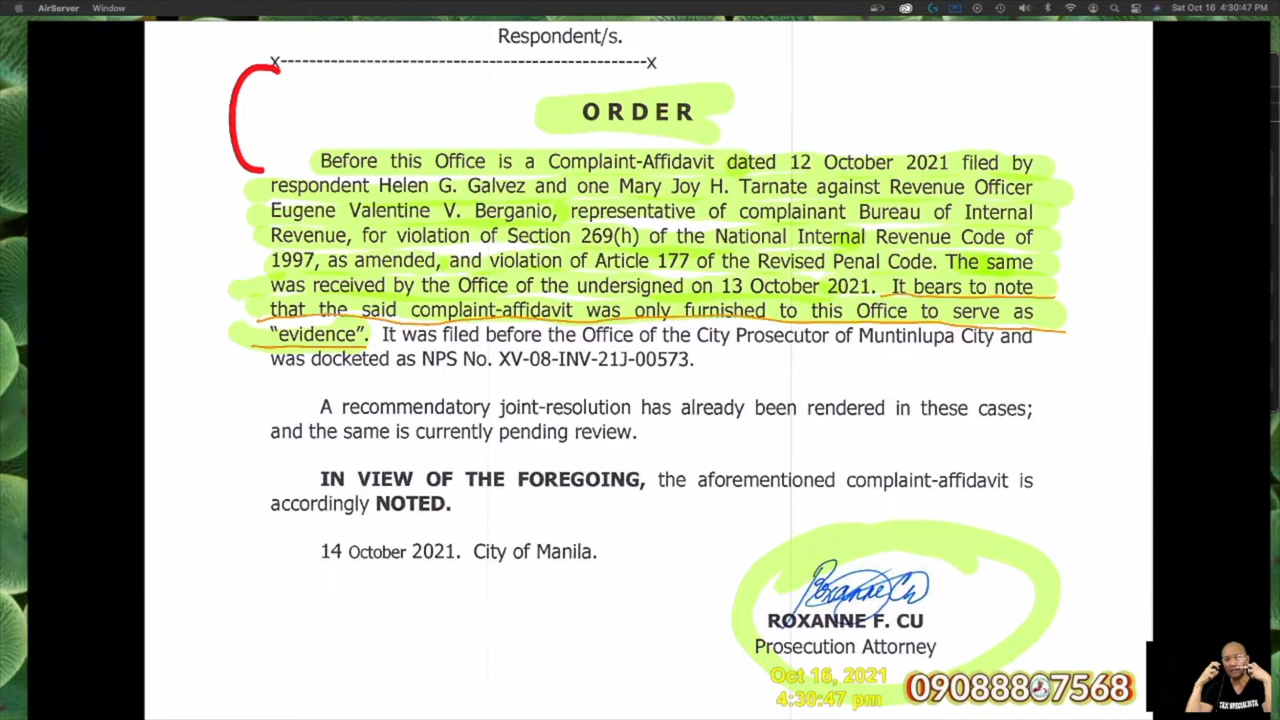 AirServer Window Sat Oct 16 4:30:47 PM
Respondent/s.
x---------------------------------------------------x
ORDER
Before this Office is a Complaint-Affidavit dated 12 October 2021 filed by
respondent Helen G. Galvez and one Mary Joy H. Tarnate against Revenue Officer
Eugene Valentine V. Berganio, representative of complainant Bureau of Internal
Revenue, for violation of Section 269(h) of the National Internal Revenue Code of
1997, as amended, and violation of Article 177 of the Revised Penal Code. The same
was received by the Office of the undersigned on 13 October 2021. It bears to note
that the said complaint-affidavit was only furnished to this Office to serve as
“evidence”. It was filed before the Office of the City Prosecutor of Muntinlupa City and
was docketed as NPS No. XV-08-INV-21J-00573.
A recommendatory joint-resolution has already been rendered in these cases;
and the same is currently pending review.
IN VIEW OF THE FOREGOING, the aforementioned complaint-affidavit is
accordingly NOTED.
14 October 2021. City of Manila.
Roxanne Cu
ROXANNE F. CU
Prosecution Attorney
Oct 16, 2021
4:30:47 pm
09088807568
TAX SPECIALISTA